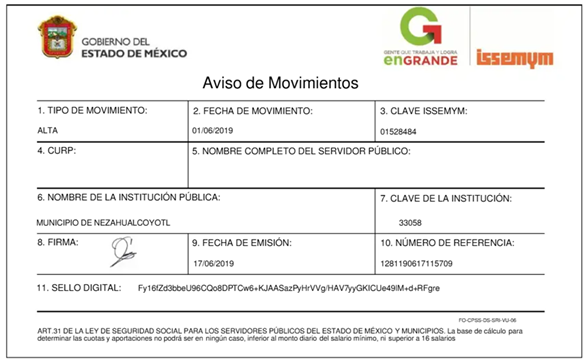 GOBIERNO DEL
ESTADO DE MÉXICO
GENTE QUE TRABAJA Y LOGRA
enGRANDE
issemym
Aviso de Movimientos
1. TIPO DE MOVIMIENTO:
ALTA
2. FECHA DE MOVIMIENTO:
01/06/2019
3. CLAVE ISSEMYM:
01528484
4. CURP:
5. NOMBRE COMPLETO DEL SERVIDOR PÚBLICO:
6. NOMBRE DE LA INSTITUCIÓN PÚBLICA:
MUNICIPIO DE NEZAHUALCOYOTL
7. CLAVE DE LA INSTITUCIÓN:
33058
8. FIRMA:
9. FECHA DE EMISIÓN:
17/06/2019
10. NÚMERO DE REFERENCIA:
1281190617115709
11. SELLO DIGITAL: Fy16fZd3bbeU96CQo8DPTCw6+KJAASazPyHrVVg/HAV7yyGKICUe49IM+d+RFgre
FO-CPSS-DS-SRI-VU-08
ART.31 DE LA LEY DE SEGURIDAD SOCIAL PARA LOS SERVIDORES PÚBLICOS DEL ESTADO DE MÉXICO Y MUNICIPIOS. La base de cálculo para
determinar las cuotas y aportaciones no podrá ser en ningún caso, inferior al monto diario del salario mínimo, ni superior a 16 salarios